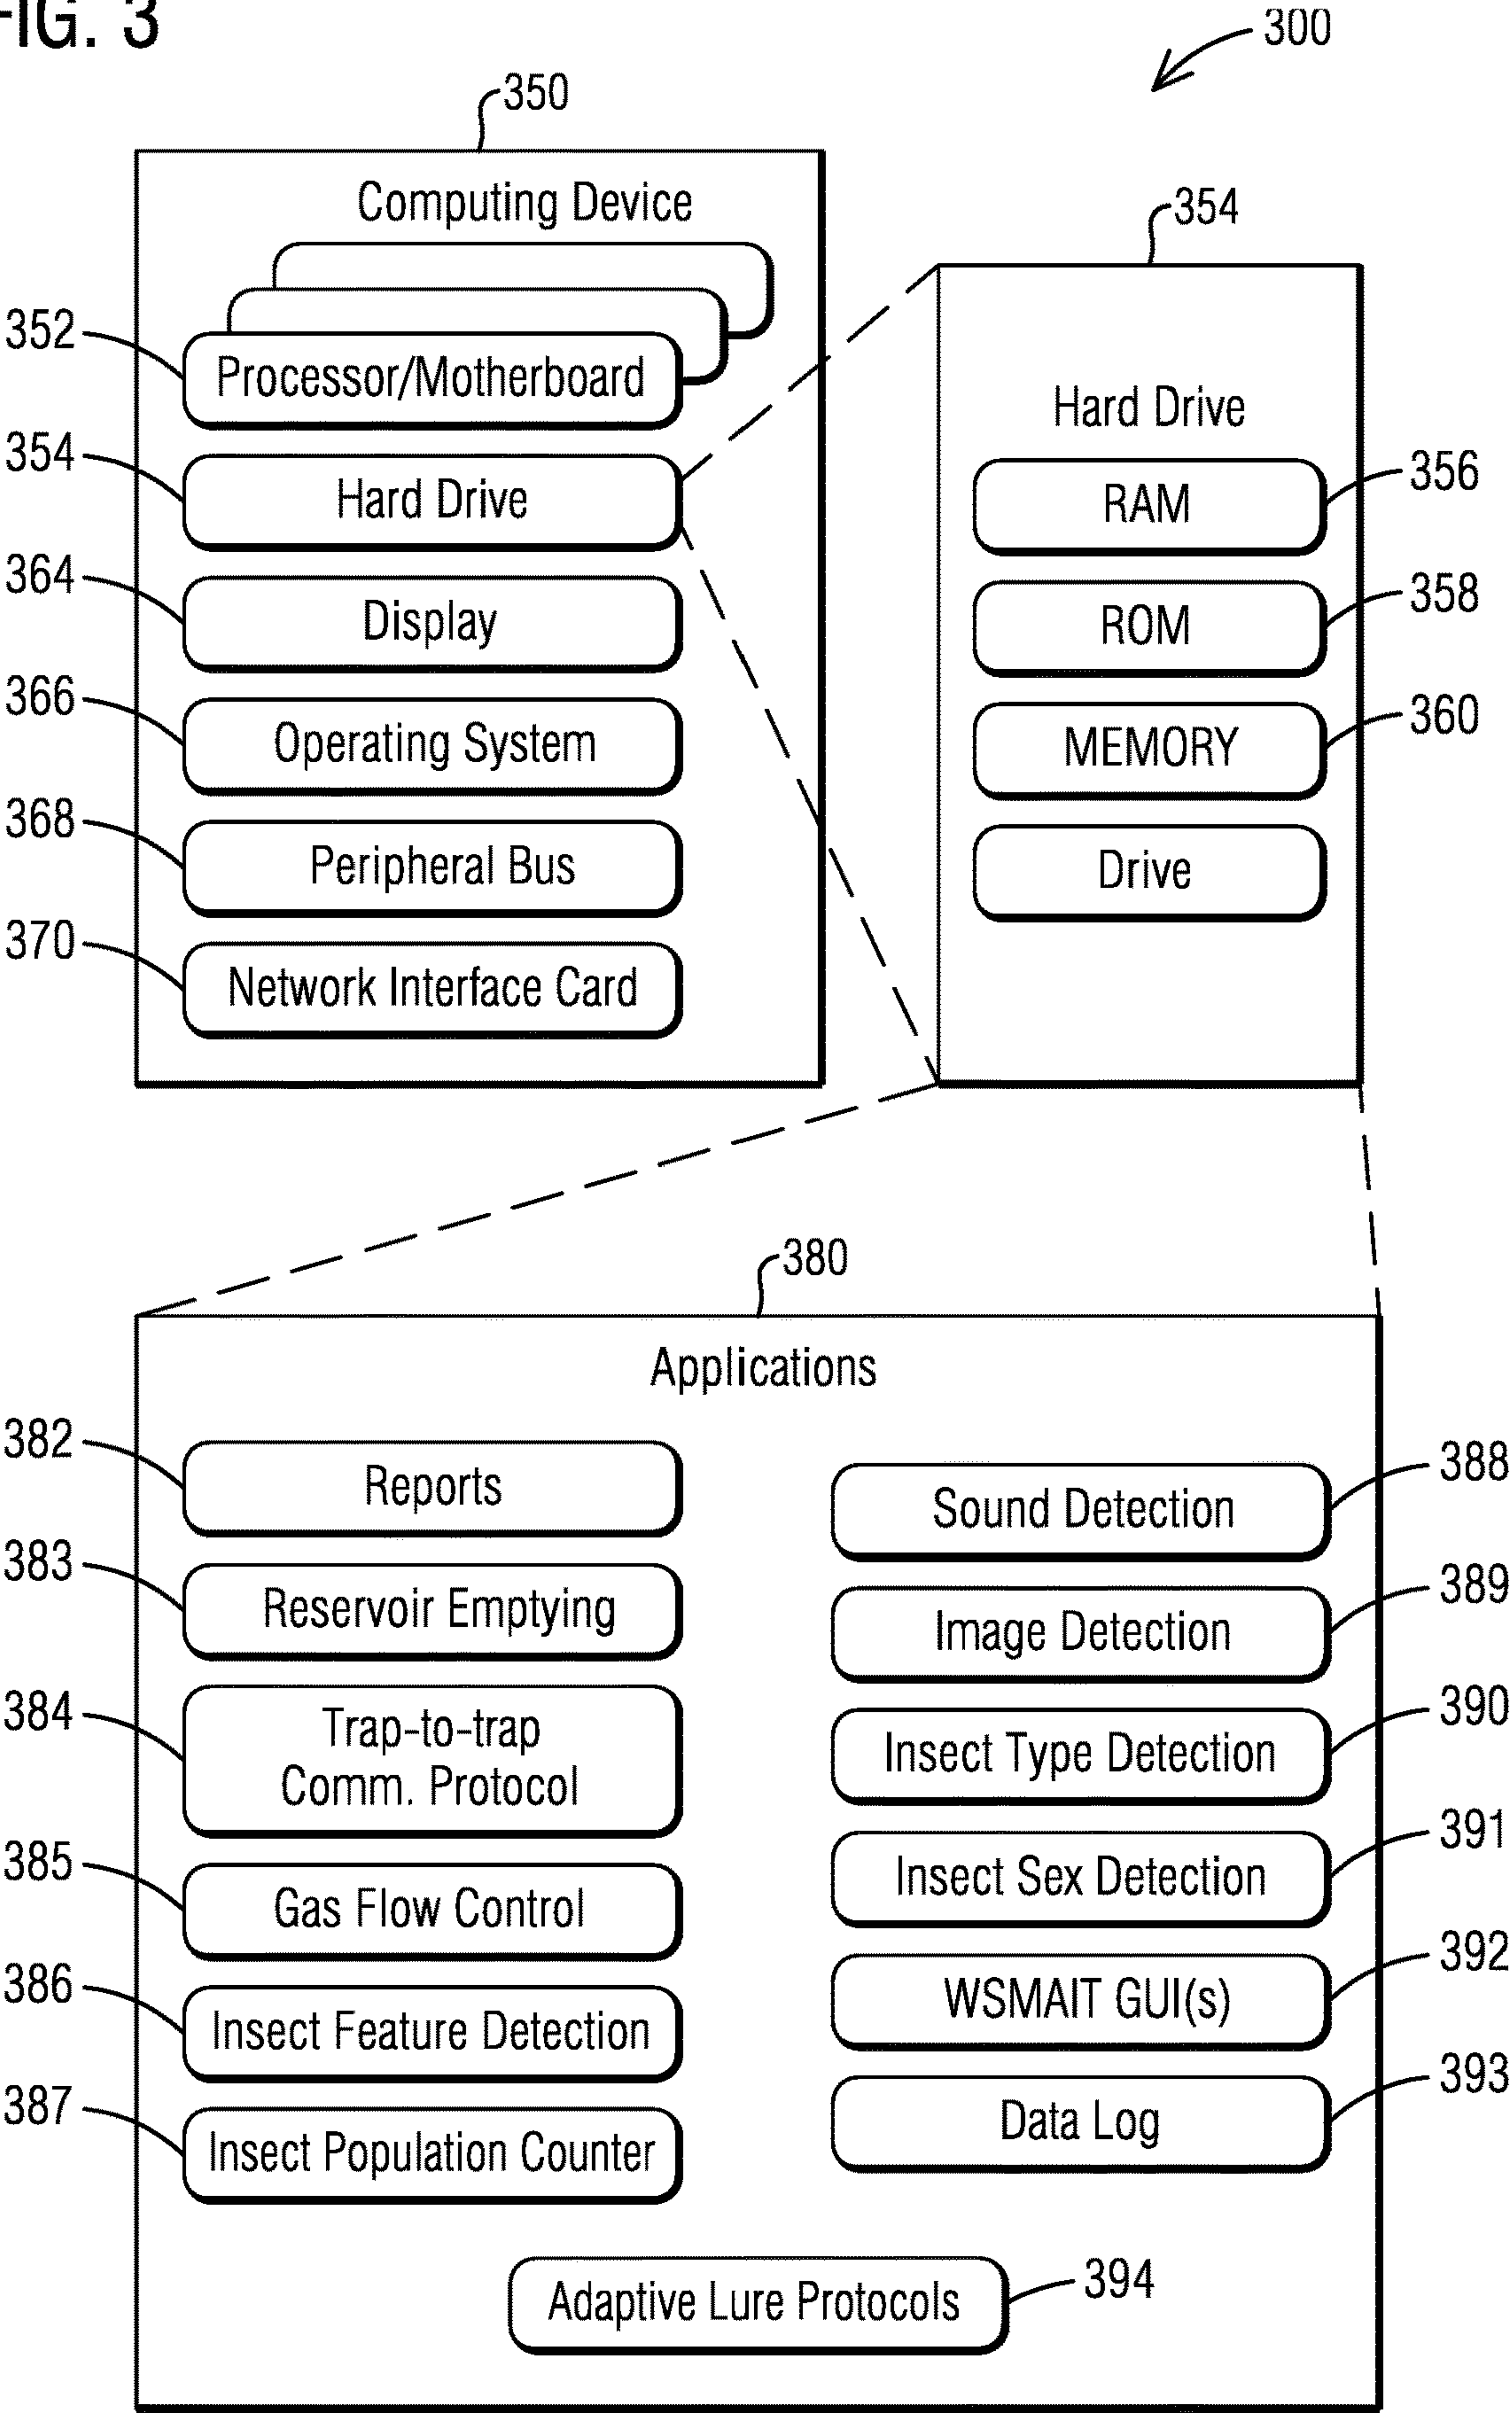 FIG. 3
300
350
Computing Device
352
Processor/Motherboard
354
Hard Drive
364
Display
366
Operating System
368
Peripheral Bus
370
Network Interface Card
354
Hard Drive
RAM
356
ROM
358
MEMORY
360
Drive
380
Applications
382
Reports
383
Reservoir Emptying
384
Trap-to-trap
Comm. Protocol
385
Gas Flow Control
386
Insect Feature Detection
387
Insect Population Counter
Sound Detection
388
Image Detection
389
Insect Type Detection
390
Insect Sex Detection
391
WSMAIT GUI(s)
392
Data Log
393
Adaptive Lure Protocols
394